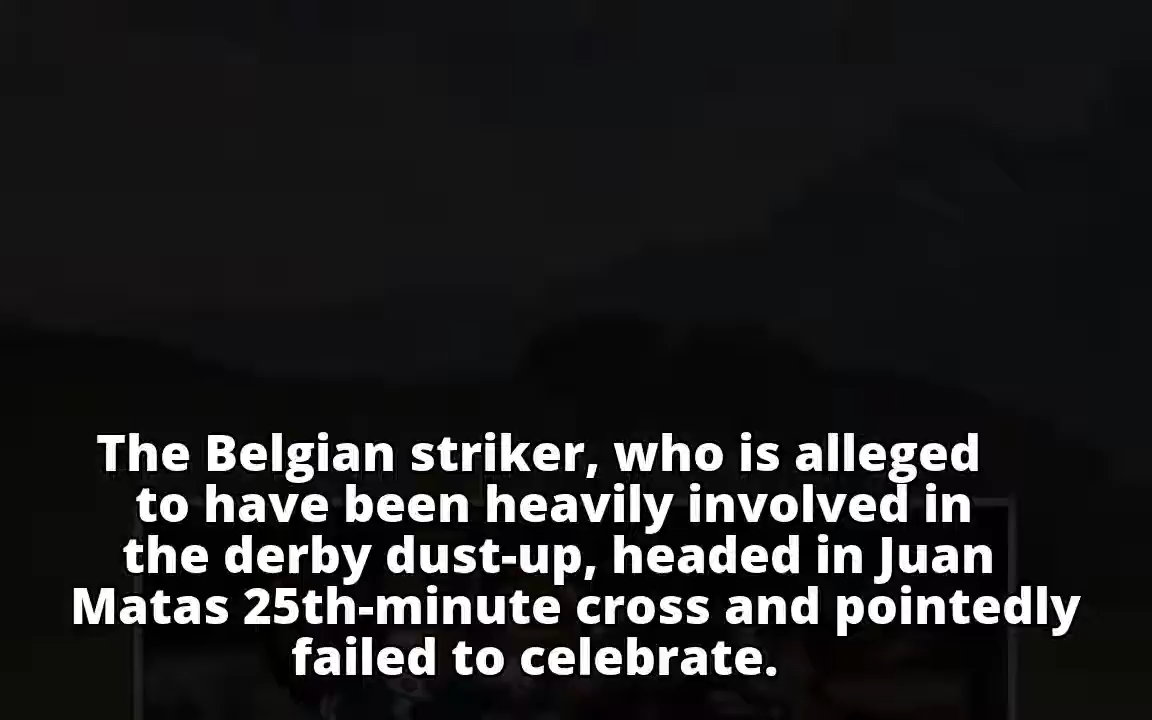 The Belgian striker, who is alleged
to have been heavily involved in
the derby dust-up, headed in Juan
Matas 25th-minute cross and pointedly
failed to celebrate.